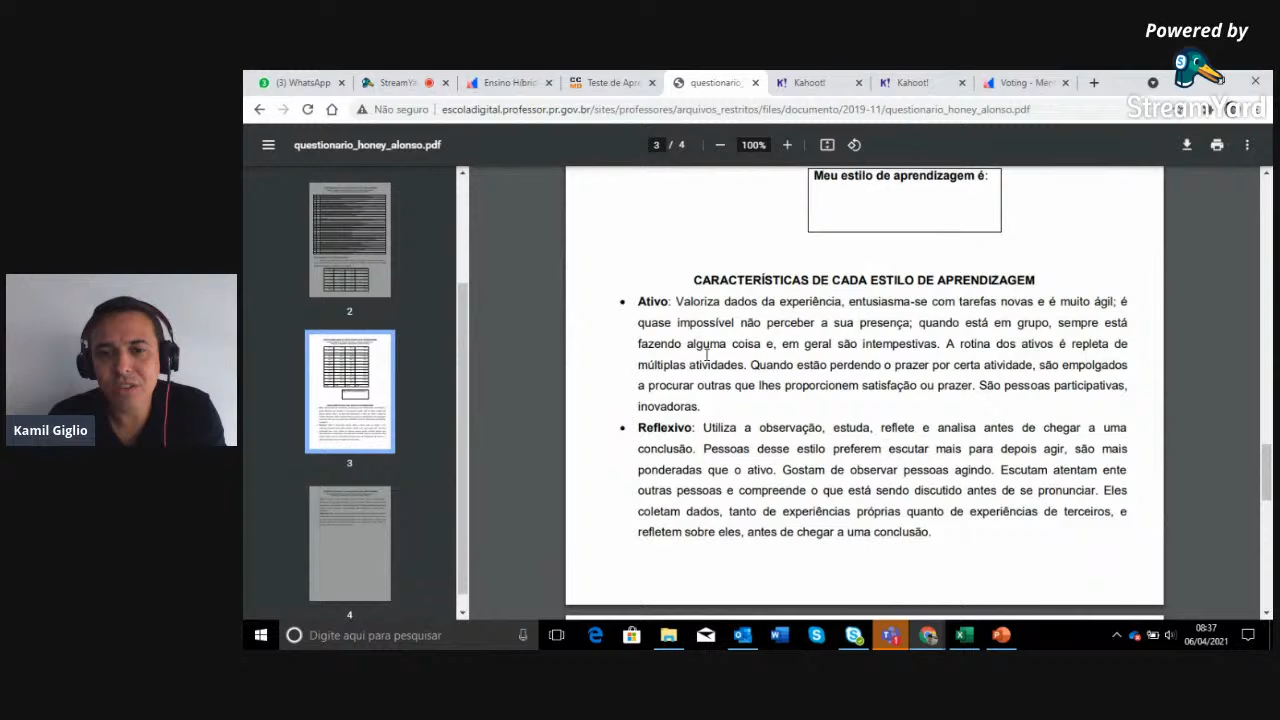 Powered by
StreamYard
(3) WhatsApp
StreamYa
Ensino Híbrid
Teste de Apre
questionario_
Kahoot!
Kahoot!
Voting - Men
Não seguro
escoladigital.professor.pr.gov.br/sites/professores/arquivos_restritos/files/documento/2019-11/questionario_honey_alonso.pdf
questionario_honey_alonso.pdf
3 / 4
100%
2
3
4
Meu estilo de aprendizagem é:
CARACTERÍSTICAS DE CADA ESTILO DE APRENDIZAGEM
• Ativo: Valoriza dados da experiência, entusiasma-se com tarefas novas e é muito ágil; é
quase impossível não perceber a sua presença; quando está em grupo, sempre está
fazendo alguma coisa e, em geral são intempestivas. A rotina dos ativos é repleta de
múltiplas atividades. Quando estão perdendo o prazer por certa atividade, são empolgados
a procurar outras que lhes proporcionem satisfação ou prazer. São pessoas participativas,
inovadoras.
• Reflexivo: Utiliza a observação, estuda, reflete e analisa antes de chegar a uma
conclusão. Pessoas desse estilo preferem escutar mais para depois agir, são mais
ponderadas que o ativo. Gostam de observar pessoas agindo. Escutam atentam ente
outras pessoas e compreende o que está sendo discutido antes de se pronunciar. Eles
coletam dados, tanto de experiências próprias quanto de experiências de terceiros, e
refletem sobre eles, antes de chegar a uma conclusão.
Kamil Giglio
Digite aqui para pesquisar
08:37
06/04/2021